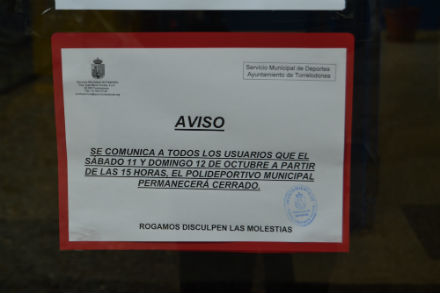 Servicio Municipal de Deportes
Ayuntamiento de Torrelodones
AVISO
SE COMUNICA A TODOS LOS USUARIOS QUE EL
SÁBADO 11 Y DOMINGO 12 DE OCTUBRE A PARTIR
DE LAS 15 HORAS, EL POLIDEPORTIVO MUNICIPAL
PERMANECERÁ CERRADO.
ROGAMOS DISCULPEN LAS MOLESTIAS